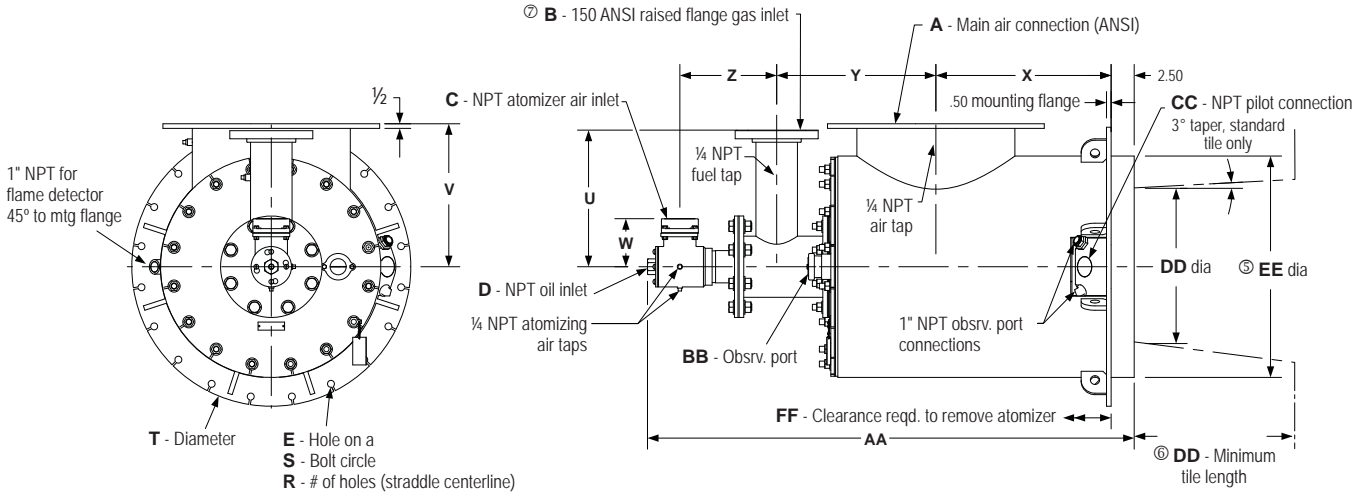 ⑦ B - 150 ANSI raised flange gas inlet
A - Main air connection (ANSI)
Z
Y
X
2.50
½
C - NPT atomizer air inlet
.50 mounting flange
CC - NPT pilot connection
3° taper, standard
tile only
1" NPT for
flame detector
45º to mtg flange
V
U
¼ NPT
fuel tap
¼ NPT
air tap
W
D - NPT oil inlet
DD dia
⑤ EE dia
¼ NPT atomizing
air taps
BB - Obsrv. port
1" NPT obsrv. port
connections
FF - Clearance reqd. to remove atomizer
AA
T - Diameter
E - Hole on a
S - Bolt circle
R - # of holes (straddle centerline)
⑥ DD - Minimum
tile length